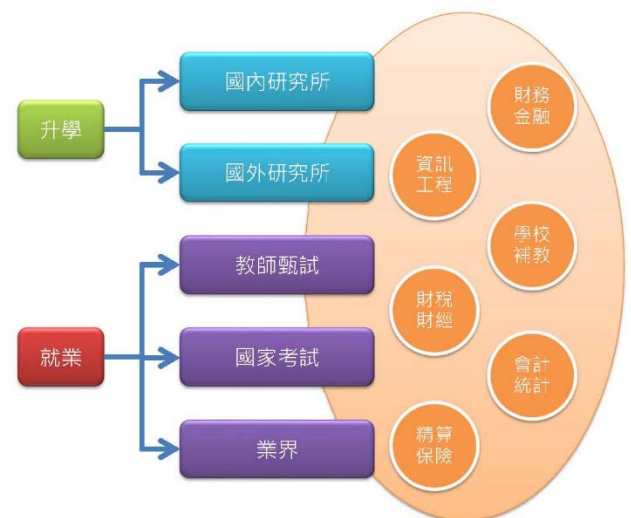 升學
國內研究所
國外研究所
就業
教師甄試
國家考試
業界
財務
金融
資訊
工程
學校
補教
財稅
財經
會計
統計
精算
保險